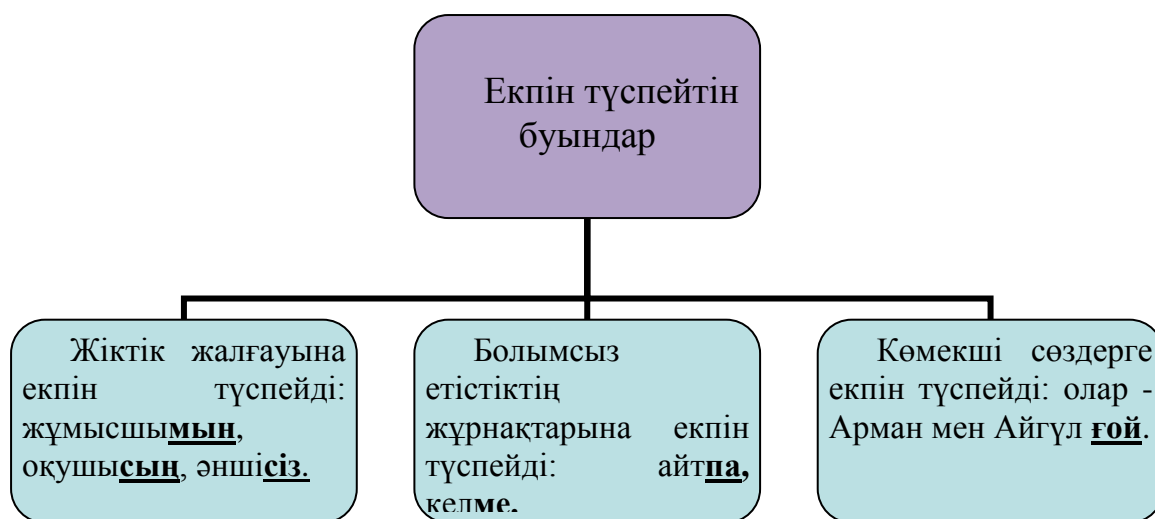 Екпін түспейтін
буындар
Жіктік жалғауына
екпін түспейді:
жұмысшымын,
оқушысың, әншісіз.
Болымсыз
етістіктің
жұрнақтарына екпін
түспейді: айтпа,
келме.
Көмекші сөздерге
екпін түспейді: олар -
Арман мен Айгүл ғой.